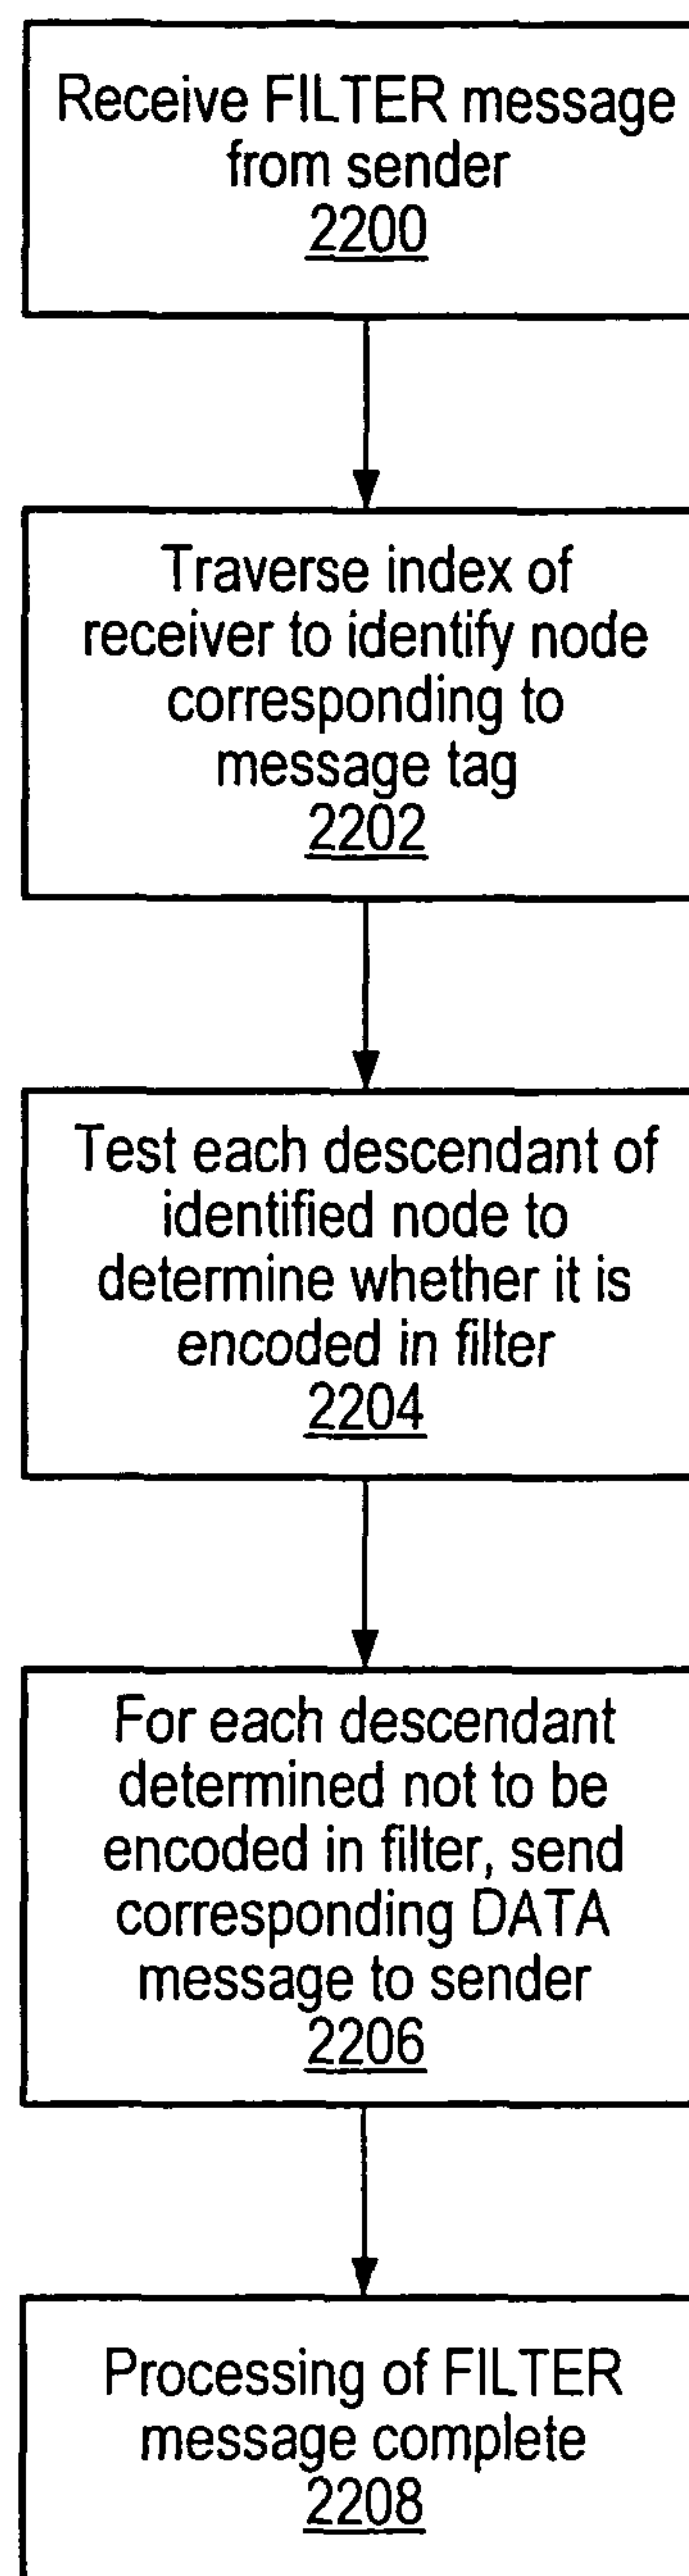 Receive FILTER message
from sender
2200
Traverse index of
receiver to identify node
corresponding to
message tag
2202
Test each descendant of
identified node to
determine whether it is
encoded in filter
2204
For each descendant
determined not to be
encoded in filter, send
corresponding DATA
message to sender
2206
Processing of FILTER
message complete
2208